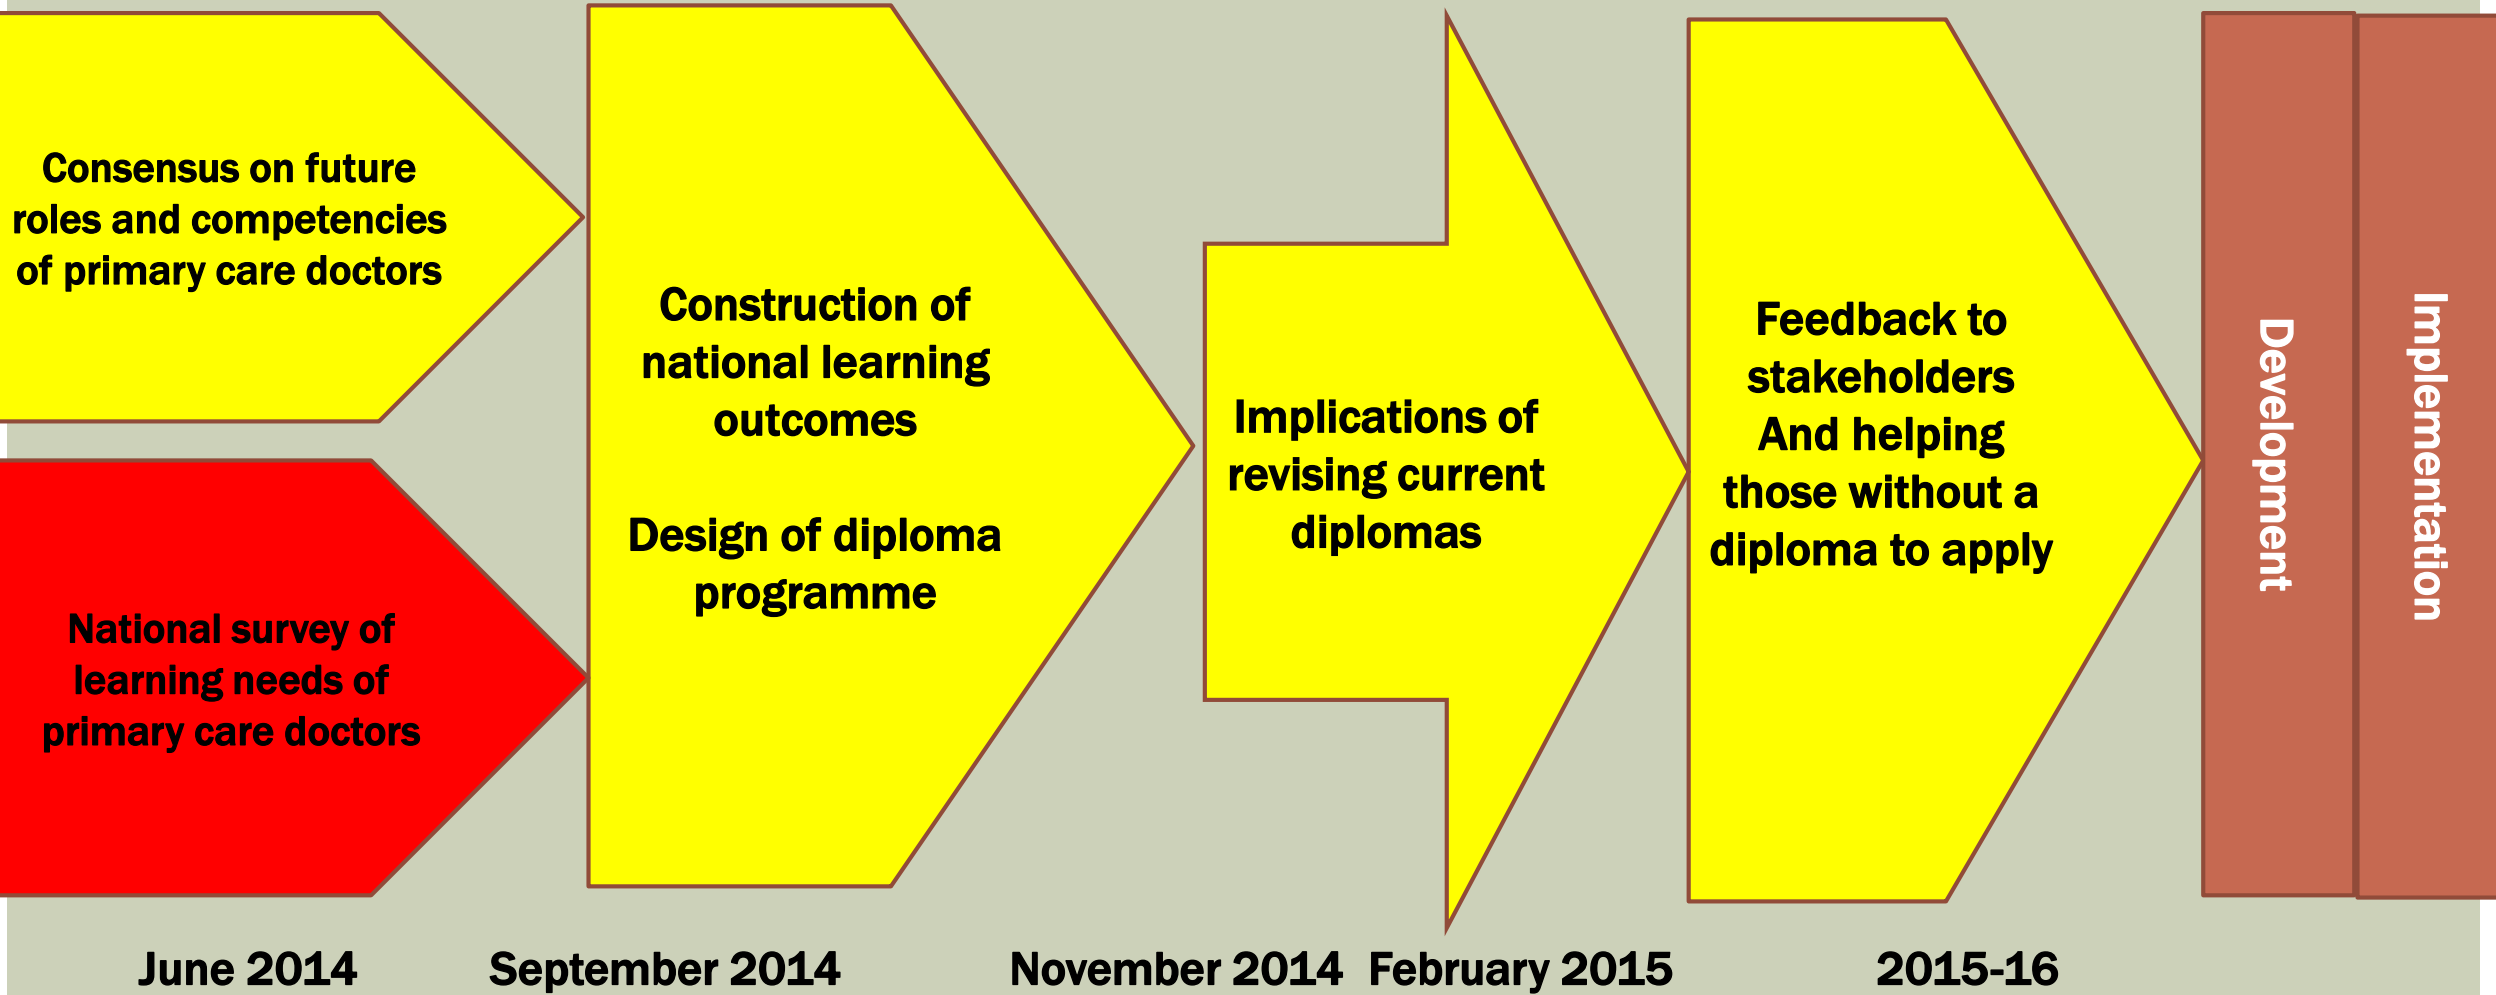 Consensus on future
roles and competencies
of primary care doctors
National survey of
learning needs of
primary care doctors
Construction of
national learning
outcomes
Design of diploma
programme
Implications of
revising current
diplomas
Feedback to
stakeholders
And helping
those without a
diploma to apply
Development
Implementation
June 2014
September 2014
November 2014
February 2015
2015-16